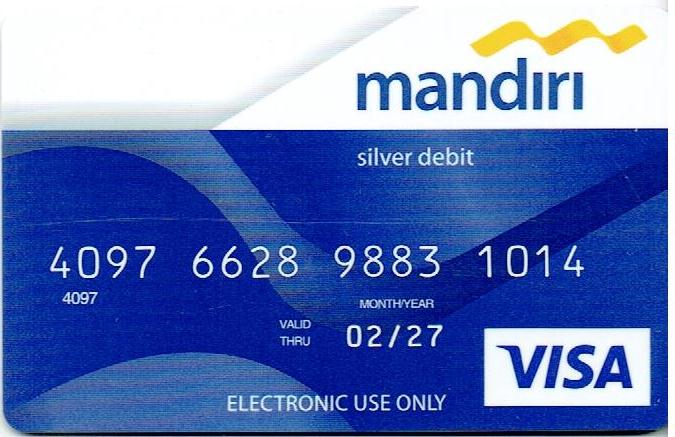 mandiri
silver debit
4097 6628 9883 1014
4097
MONTH/YEAR
VALID
THRU 02/27
VISA
ELECTRONIC USE ONLY